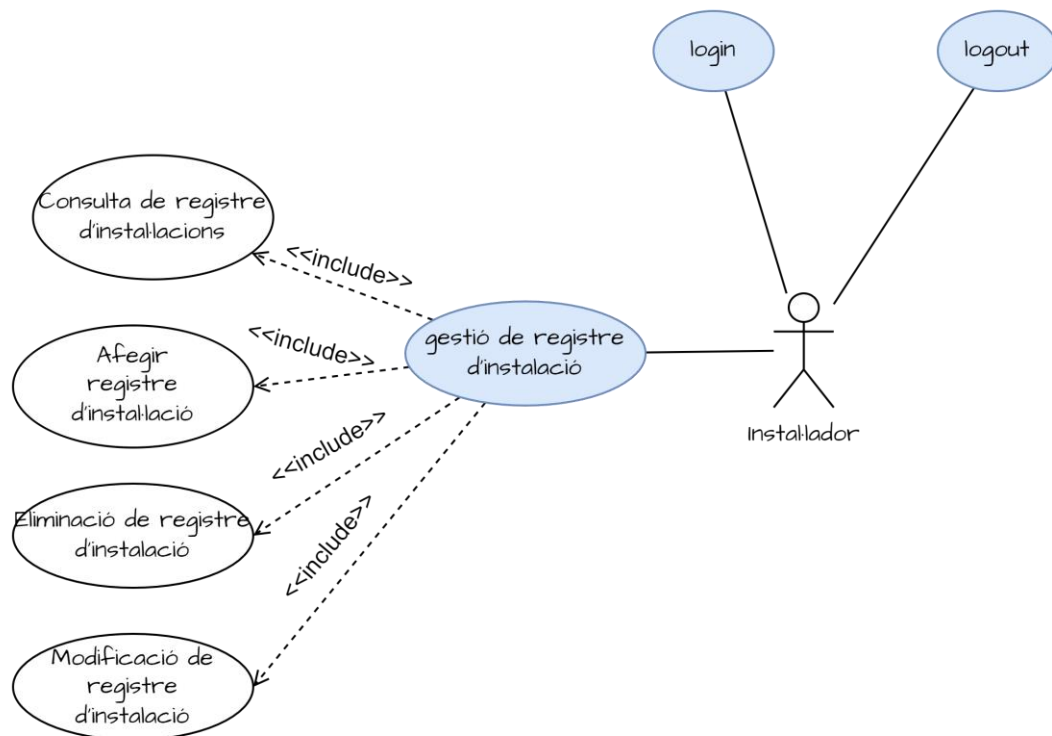 login
logout
Consulta de registre
d'instal·lacions
<<include>>
<<include>>
gestió de registre
d'instalació
Afegir
registre
d'instal·lació
Instal·lador
<<include>>
Eliminació de registre
d'instalació
<<include>>
Modificació de
registre
d'instalació